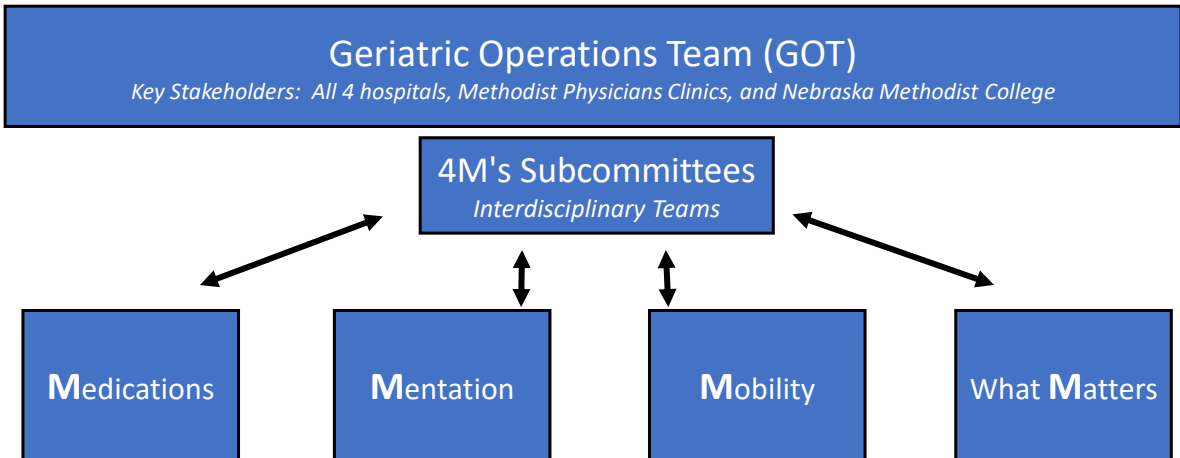 Geriatric Operations Team (GOT)
Key Stakeholders: All 4 hospitals, Methodist Physicians Clinics, and Nebraska Methodist College
4M's Subcommittees
Interdisciplinary Teams
Medications
Mentation
Mobility
What Matters